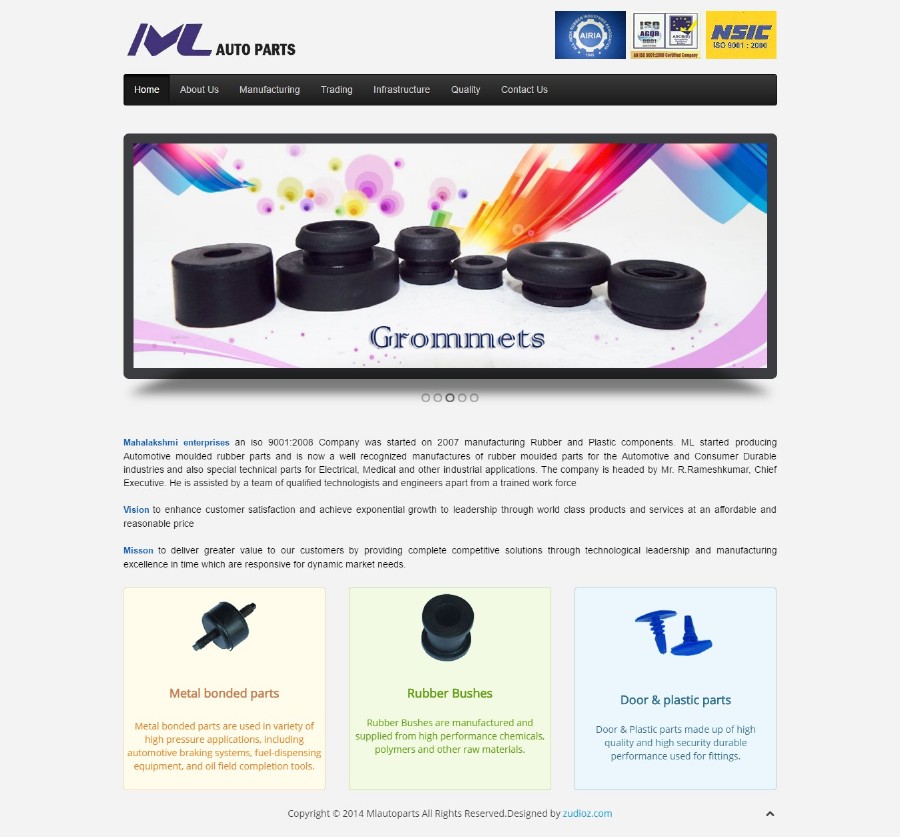 ML AUTO PARTS
AIRIA
ISO
AQSR
AN ISO 9001:2008 Certified Company
NSIC
ISO 9001 : 2000
Home About Us Manufacturing Trading Infrastructure Quality Contact Us
Grommets
Mahalakshmi enterprises an iso 9001:2008 Company was started on 2007 manufacturing Rubber and Plastic components. ML started producing
Automotive moulded rubber parts and is now a well recognized manufactures of rubber moulded parts for the Automotive and Consumer Durable
industries and also special technical parts for Electrical, Medical and other industrial applications. The company is headed by Mr. R.Rameshkumar, Chief
Executive. He is assisted by a team of qualified technologists and engineers apart from a trained work force
Vision to enhance customer satisfaction and achieve exponential growth to leadership through world class products and services at an affordable and
reasonable price
Misson to deliver greater value to our customers by providing complete competitive solutions through technological leadership and manufacturing
excellence in time which are responsive for dynamic market needs.
Metal bonded parts
Metal bonded parts are used in variety of
high pressure applications, including
automotive braking systems, fuel-dispensing
equipment, and oil field completion tools.
Rubber Bushes
Rubber Bushes are manufactured and
supplied from high performance chemicals,
polymers and other raw materials.
Door & plastic parts
Door & Plastic parts made up of high
quality and high security durable
performance used for fittings.
Copyright © 2014 Mlautoparts All Rights Reserved.Designed by zudioz.com